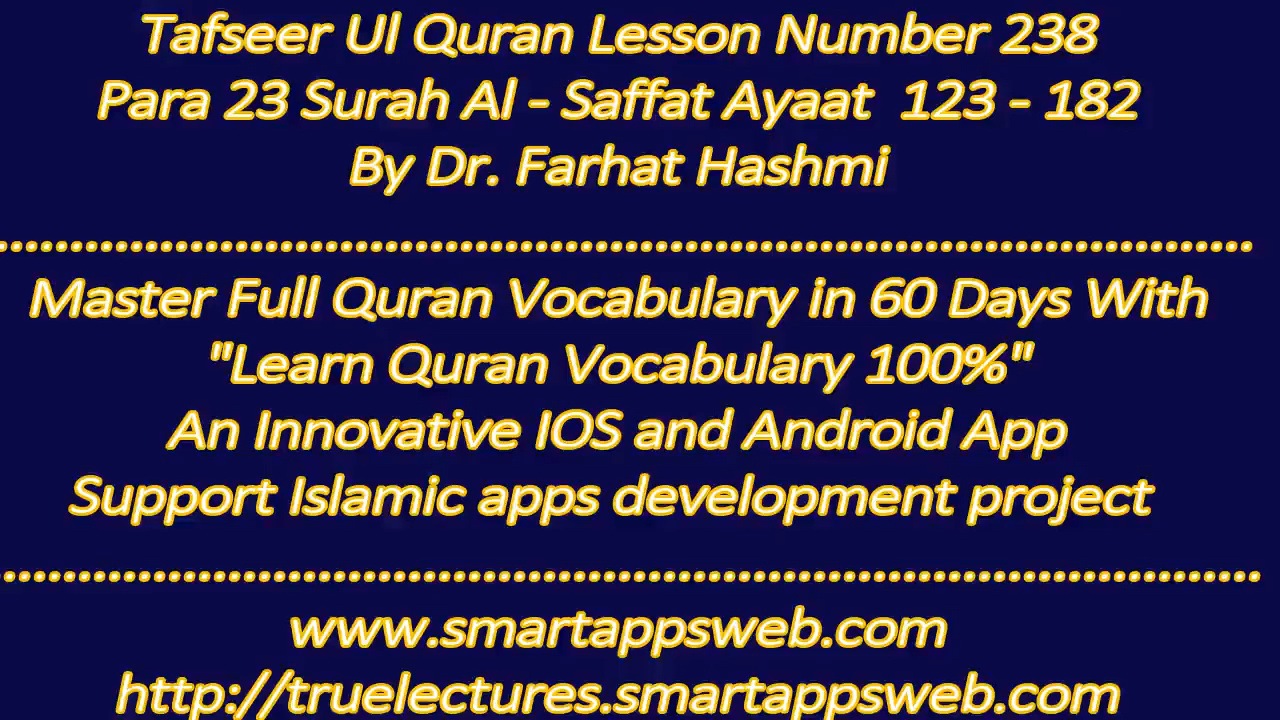 Tafseer Ul Quran Lesson Number 238
Para 23 Surah Al - Saffat Ayaat 123 - 182
By Dr. Farhat Hashmi
Master Full Quran Vocabulary in 60 Days With
"Learn Quran Vocabulary 100%"
An Innovative IOS and Android App
Support Islamic apps development project
www.smartappsweb.com
http://truelectures.smartappsweb.com